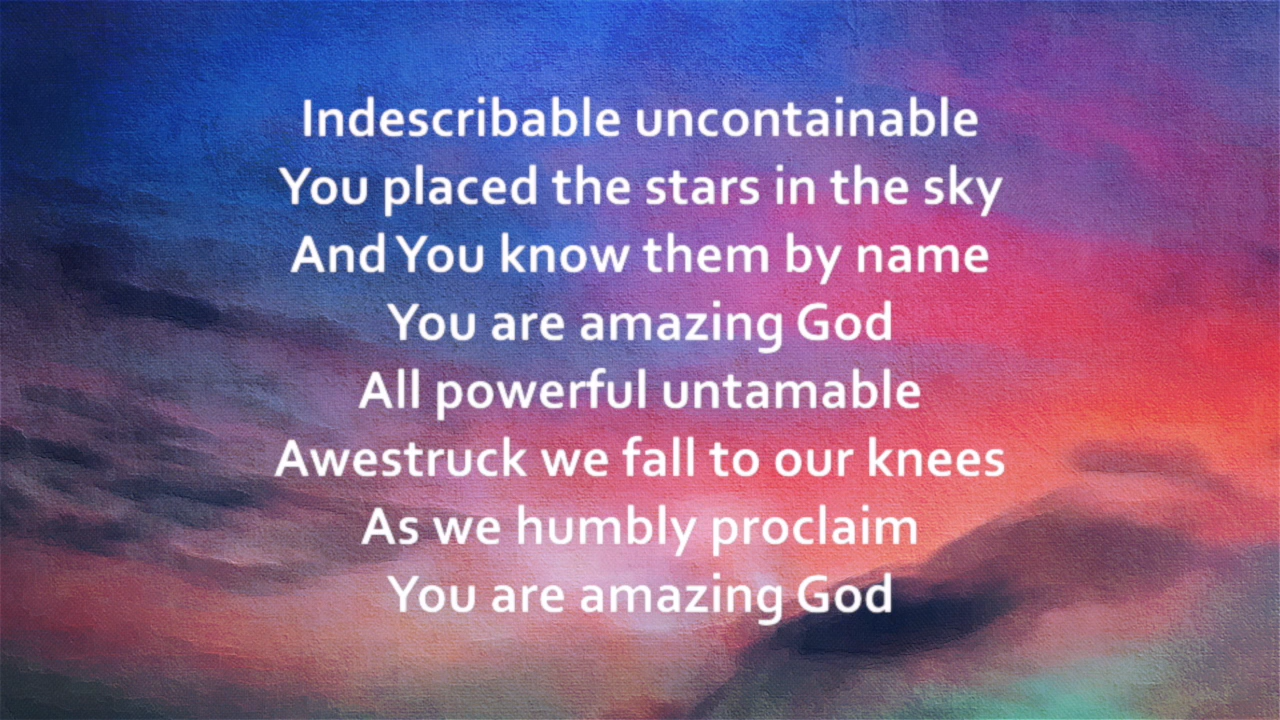 Indescribable uncontainable
You placed the stars in the sky
And You know them by name
You are amazing God
All powerful untamable
Awestruck we fall to our knees
As we humbly proclaim
You are amazing God